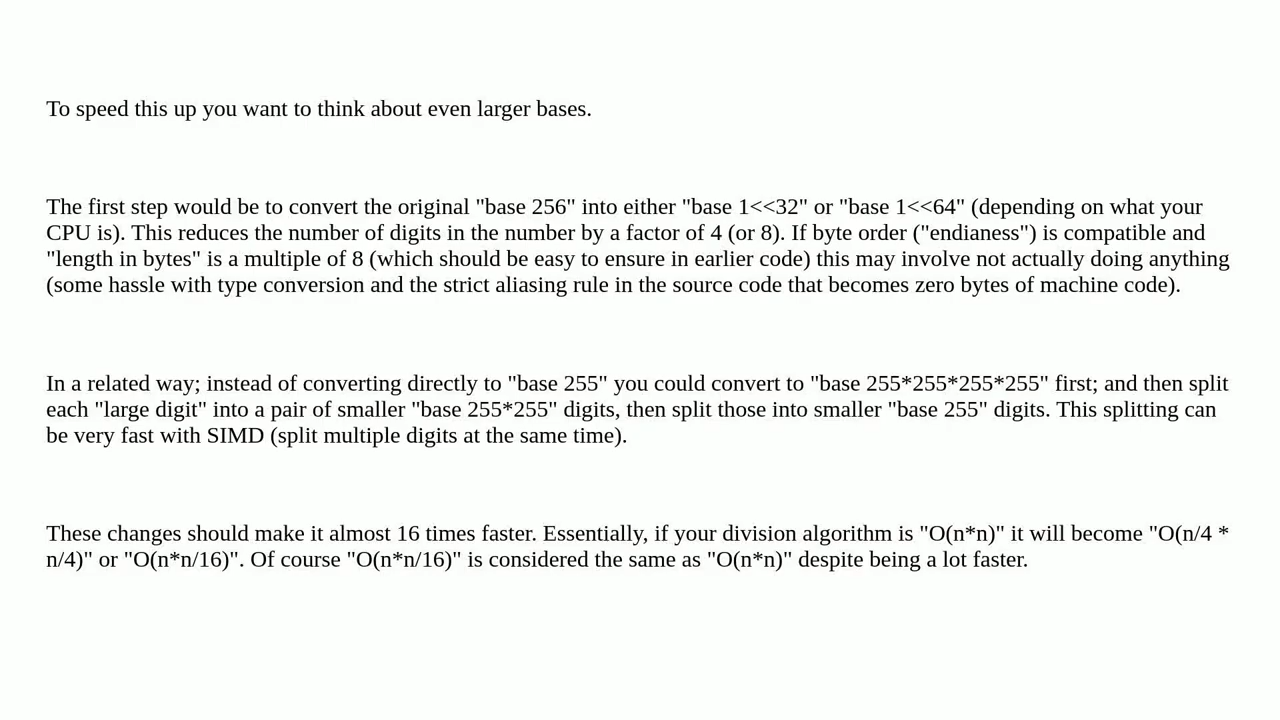 To speed this up you want to think about even larger bases.
The first step would be to convert the original "base 256" into either "base 1<<32" or "base 1<<64" (depending on what your
CPU is). This reduces the number of digits in the number by a factor of 4 (or 8). If byte order ("endianess") is compatible and
"length in bytes" is a multiple of 8 (which should be easy to ensure in earlier code) this may involve not actually doing anything
(some hassle with type conversion and the strict aliasing rule in the source code that becomes zero bytes of machine code).
In a related way; instead of converting directly to "base 255" you could convert to "base 255*255*255*255" first; and then split
each "large digit" into a pair of smaller "base 255*255" digits, then split those into smaller "base 255" digits. This splitting can
be very fast with SIMD (split multiple digits at the same time).
These changes should make it almost 16 times faster. Essentially, if your division algorithm is "O(n*n)" it will become "O(n/4 *
n/4)" or "O(n*n/16)". Of course "O(n*n/16)" is considered the same as "O(n*n)" despite being a lot faster.